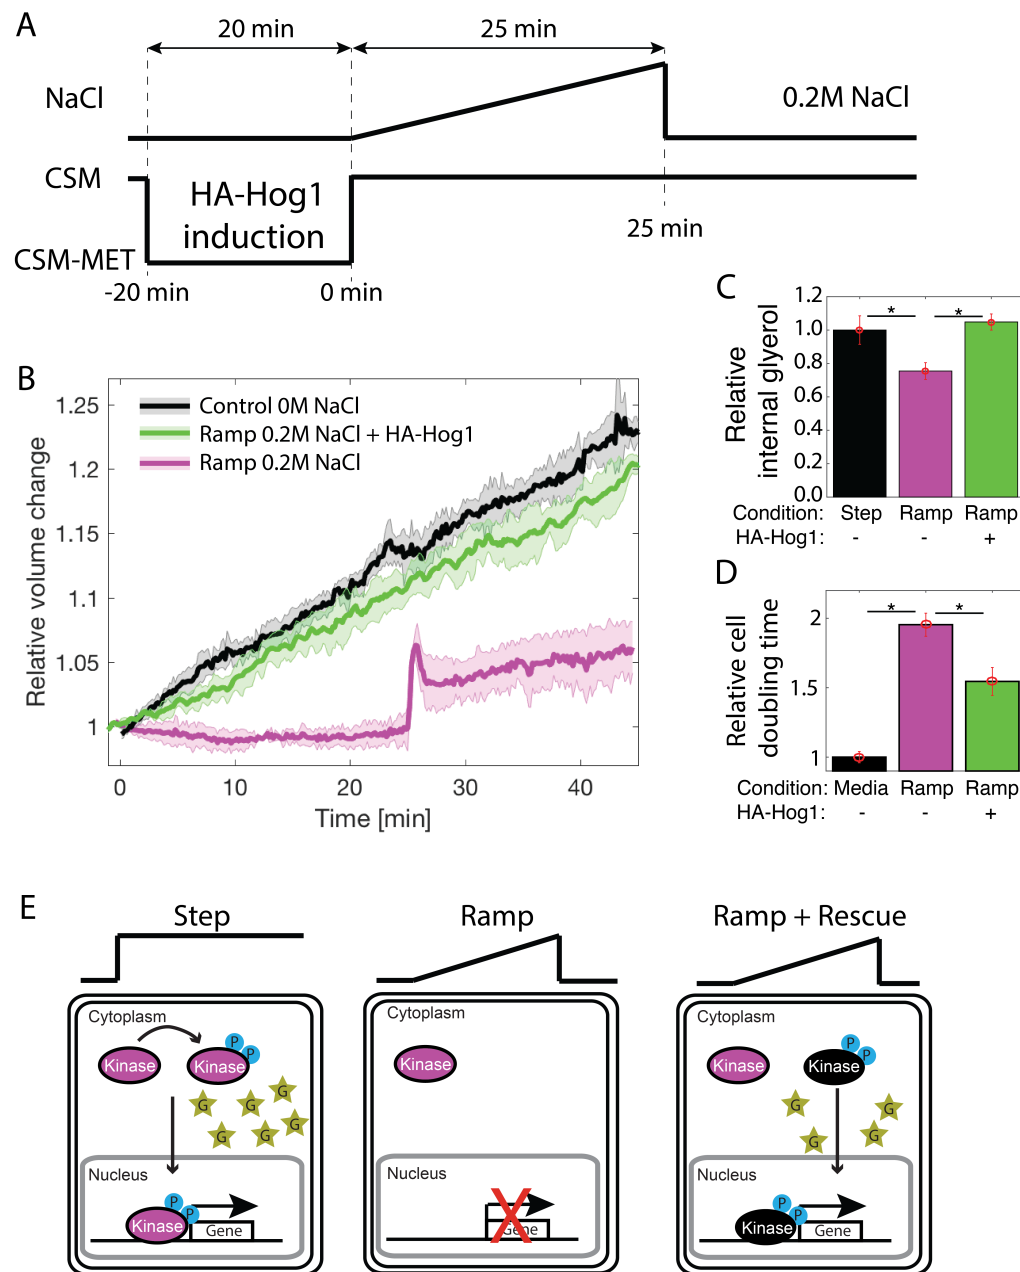 A
20 min
25 min
NaCl
0.2M NaCl
CSM
HA-Hog1
induction
CSM-MET
25 min
-20 min
0 min
B
Relative volume change
1.25
1.2
1.15
1.1
1.05
1
Control 0M NaCl
Ramp 0.2M NaCl + HA-Hog1
Ramp 0.2M NaCl
0
10
20
30
40
Time [min]
C
Relative
internal glyerol
1.2
1.0
0.8
0.6
0.4
0.2
0.0
*
*
Condition: Step Ramp Ramp
HA-Hog1: - - +
D
Relative cell
doubling time
2
1.5
1
*
*
Condition: Media Ramp Ramp
HA-Hog1: - - +
E
Step
Cytoplasm
Kinase
Kinase
P
P
G
G
G
G
G
G
Nucleus
P
P
Kinase
Gene
Ramp
Cytoplasm
Kinase
Nucleus
Gene
Ramp + Rescue
Cytoplasm
Kinase
Kinase
P
P
G
G
G
G
Nucleus
P
P
Kinase
Gene